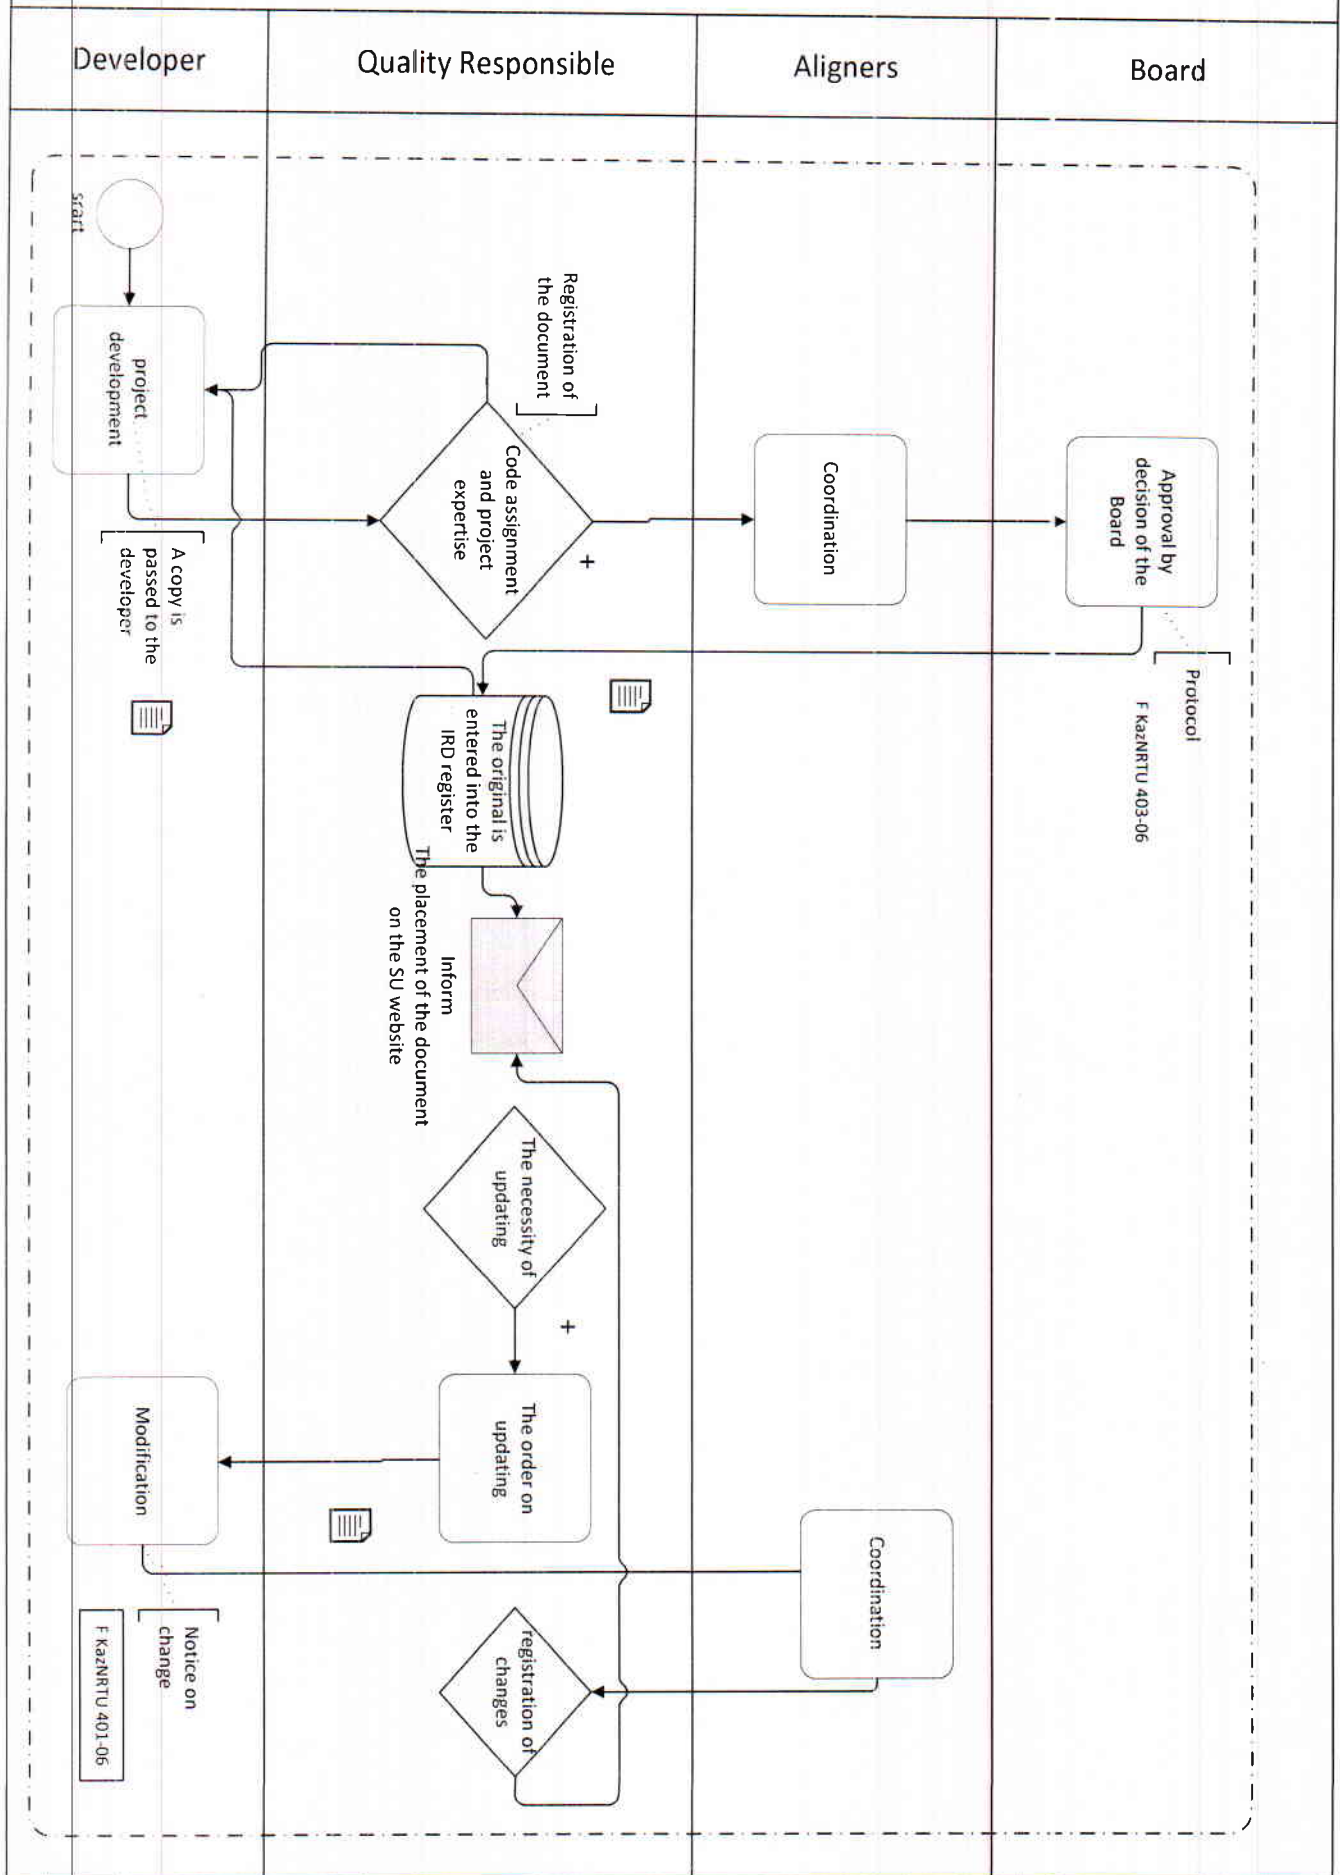 Developer
Quality Responsible
Aligners
Board
start
project
development
A copy is
passed to the
developer
Registration of
the document
Code assignment
and project
expertise
+
Coordination
Approval by
decision of the
Board
Protocol
F KazNRTU 403-06
The original is
entered into the
IRD register
Inform
The placement of the document
on the SU website
The necessity of
updating
+
The order on
updating
Modification
Notice on
change
F KazNRTU 401-06
Coordination
registration of
changes